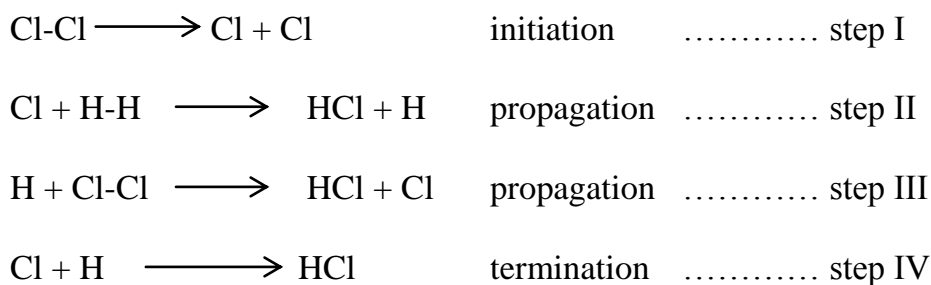 Cl-Cl ⟶ Cl + Cl initiation ………… step I
Cl + H-H ⟶ HCl + H propagation ………… step II
H + Cl-Cl ⟶ HCl + Cl propagation ………… step III
Cl + H ⟶ HCl termination ………… step IV